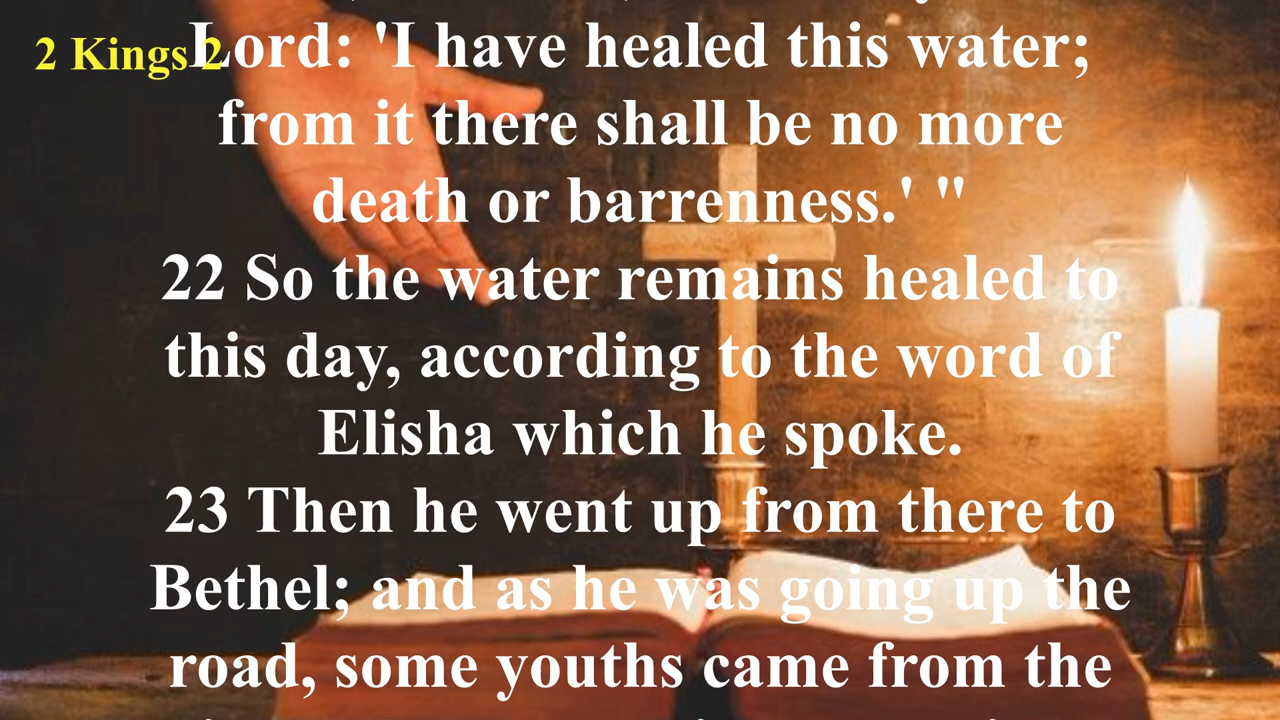 2 Kings 2
Lord: 'I have healed this water;
from it there shall be no more
death or barrenness.' "
22 So the water remains healed to
this day, according to the word of
Elisha which he spoke.
23 Then he went up from there to
Bethel; and as he was going up the
road, some youths came from the